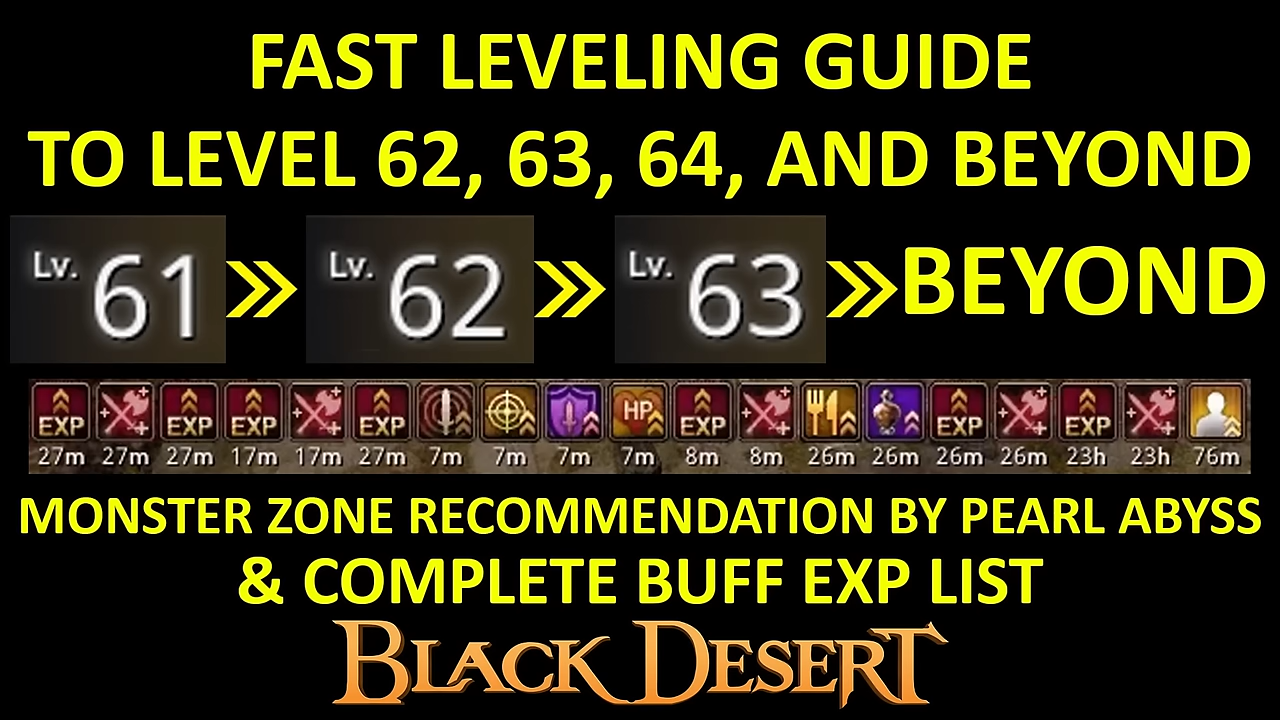 FAST LEVELING GUIDE
TO LEVEL 62, 63, 64, AND BEYOND
Lv. 61 » Lv. 62 » Lv. 63 » BEYOND
EXP EXP EXP EXP HP EXP EXP EXP
27m 27m 27m 17m 17m 27m 7m 7m 7m 7m 8m 8m 26m 26m 26m 26m 23h 23h 76m
MONSTER ZONE RECOMMENDATION BY PEARL ABYSS
& COMPLETE BUFF EXP LIST
BLACK DESERT